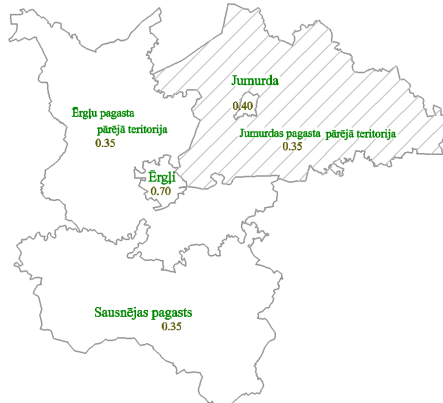 Jumurda
0.40
Ērgļu pagasta
pārējā teritorija
0.35
Jumurdas pagasta pārējā teritorija
0.35
Ērgļi
0.70
Sausnējas pagasts
0.35